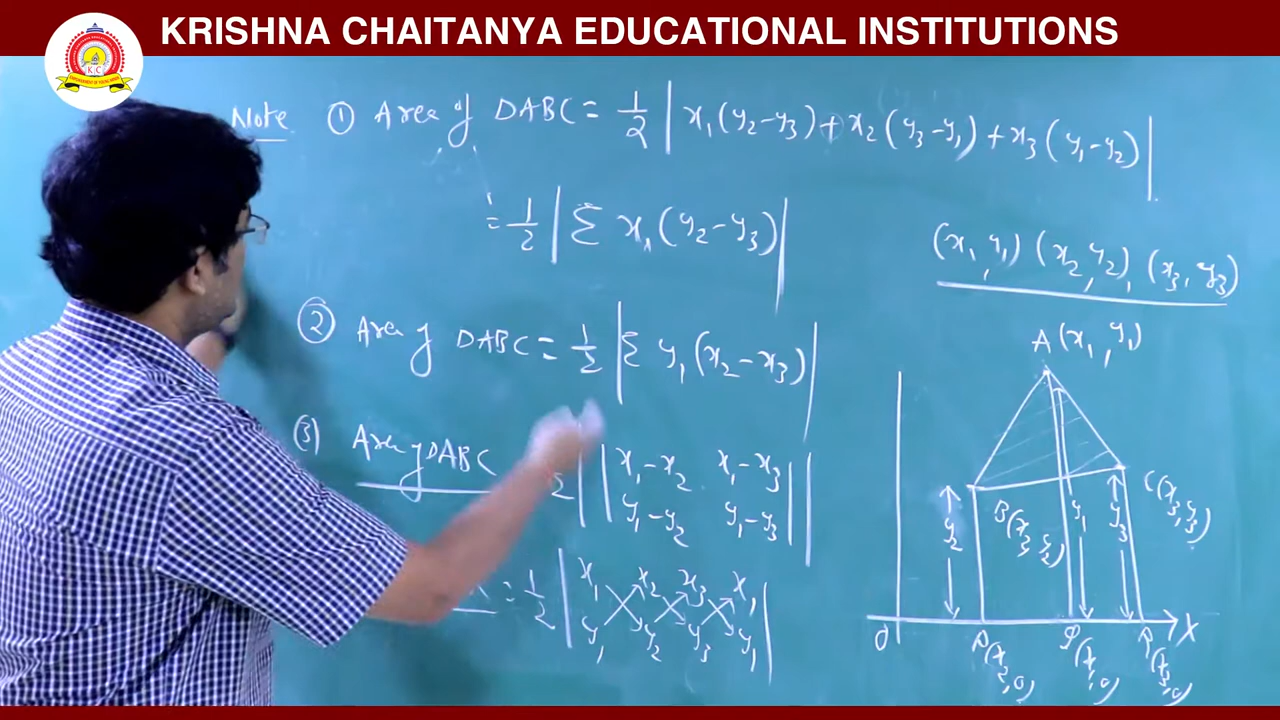 KRISHNA CHAITANYA EDUCATIONAL INSTITUTIONS
K C
Note ① Area of ΔABC = 1/2 | x₁(y₂-y₃) + x₂(y₃-y₁) + x₃(y₁-y₂) |
= 1/2 | Σ x₁(y₂-y₃) |
(x₁, y₁) (x₂, y₂), (x₃, y₃)
② Area of ΔABC = 1/2 | Σ y₁(x₂-x₃) |
③ Area of ΔABC 2 | | x₁-x₂ x₁-x₃ |
| y₁-y₂ y₁-y₃ | |
= 1/2 | x₁ x₂ x₃ x₁
y₁ y₂ y₃ y₁ |
A(x₁, y₁)
B(x₂, y₂)
C(x₃, y₃)
y₂ y₁ y₃
O X
(x₂, 0) (x₁, 0) (x₃, 0)